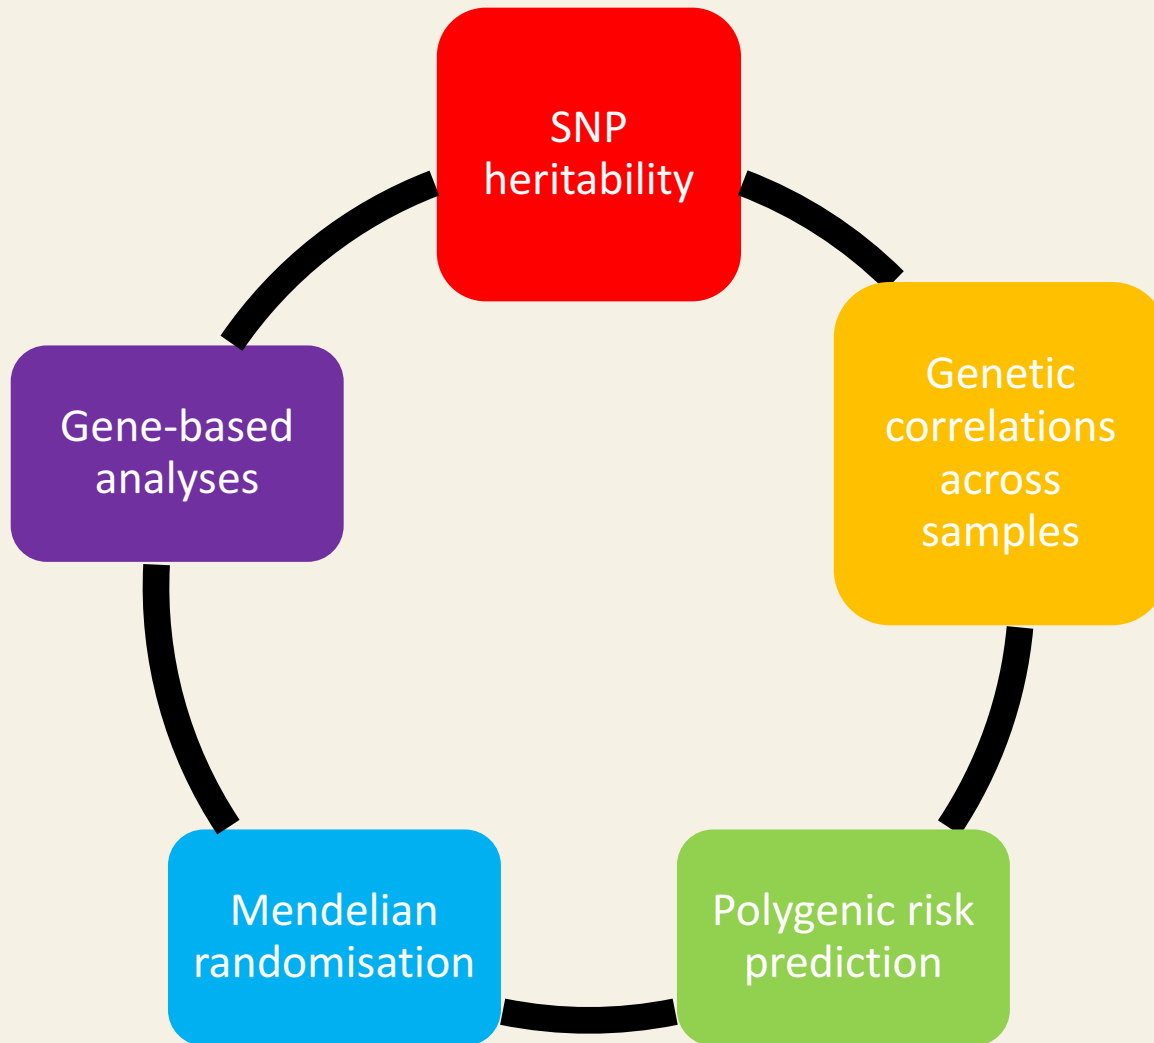 SNP
heritability
Genetic
correlations
across
samples
Gene-based
analyses
Mendelian
randomisation
Polygenic risk
prediction